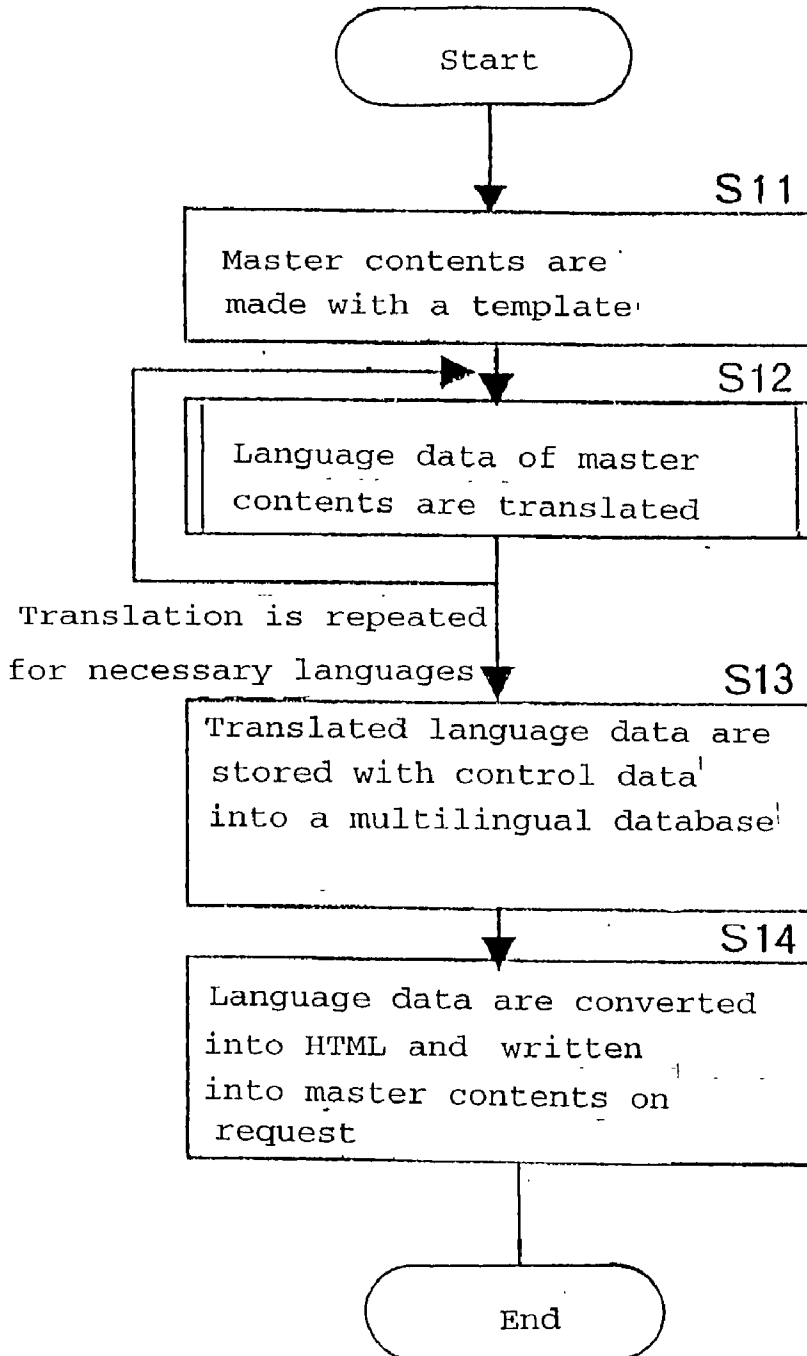 Start
S11
Master contents are
made with a template
S12
Language data of master
contents are translated
Translation is repeated
for necessary languages
S13
Translated language data are
stored with control data
into a multilingual database
S14
Language data are converted
into HTML and written
into master contents on
request
End